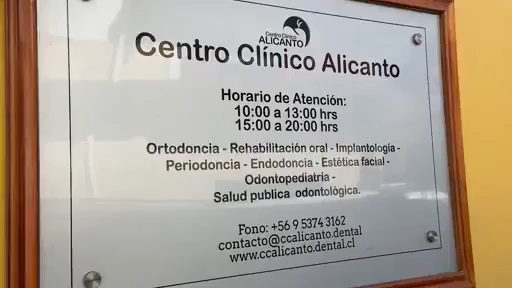 Centro Clínico
ALICANTO
Centro Clínico Alicanto
Horario de Atención:
10:00 a 13:00 hrs
15:00 a 20:00 hrs
Ortodoncia - Rehabilitación oral - Implantología -
Periodoncia - Endodoncia - Estética facial -
Odontopediatria -
Salud publica odontológica.
Fono: +56 9 5374 3162
contacto@ccalicanto.dental
www.ccalicanto.dental.cl